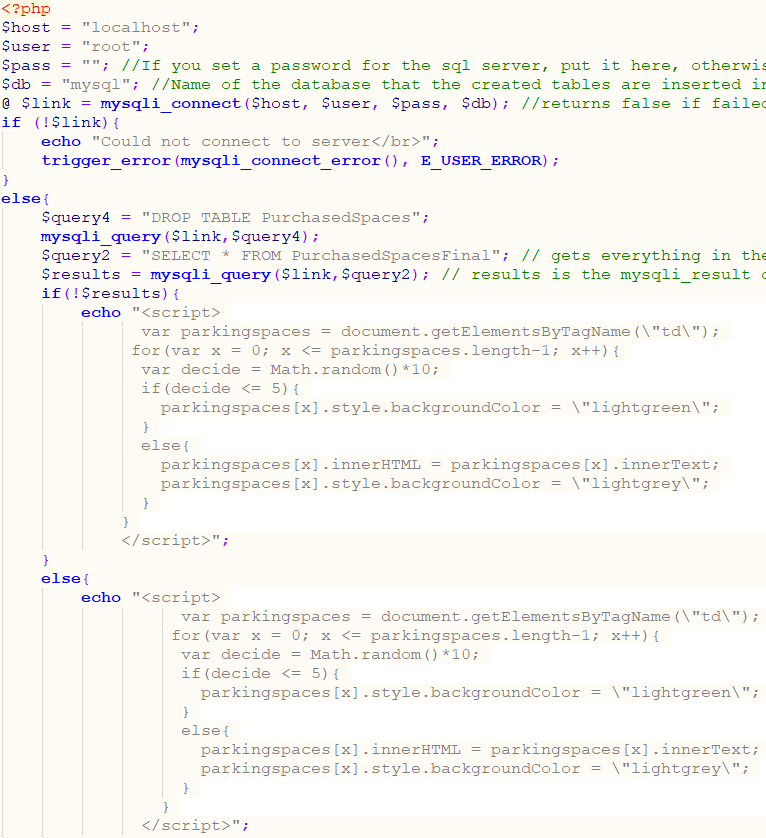 <?php
$host = "localhost";
$user = "root";
$pass = ""; //If you set a password for the sql server, put it here, otherwis
$db = "mysql"; //Name of the database that the created tables are inserted in
@ $link = mysqli_connect($host, $user, $pass, $db); //returns false if failed
if (!$link){
    echo "Could not connect to server</br>";
    trigger_error(mysqli_connect_error(), E_USER_ERROR);
}
else{
    $query4 = "DROP TABLE PurchasedSpaces";
    mysqli_query($link,$query4);
    $query2 = "SELECT * FROM PurchasedSpacesFinal"; // gets everything in the
    $results = mysqli_query($link,$query2); // results is the mysqli_result o
    if(!$results){
        echo "<script>
              var parkingspaces = document.getElementsByTagName(\"td\");
             for(var x = 0; x <= parkingspaces.length-1; x++){
              var decide = Math.random()*10;
              if(decide <= 5){
                parkingspaces[x].style.backgroundColor = \"lightgreen\";
              }
              else{
                parkingspaces[x].innerHTML = parkingspaces[x].innerText;
                parkingspaces[x].style.backgroundColor = \"lightgrey\";
              }
            }
            </script>";
    }
    else{
        echo "<script>
                  var parkingspaces = document.getElementsByTagName(\"td\");
                 for(var x = 0; x <= parkingspaces.length-1; x++){
                  var decide = Math.random()*10;
                  if(decide <= 5){
                    parkingspaces[x].style.backgroundColor = \"lightgreen\";
                  }
                  else{
                    parkingspaces[x].innerHTML = parkingspaces[x].innerText;
                    parkingspaces[x].style.backgroundColor = \"lightgrey\";
                  }
                }
              </script>";